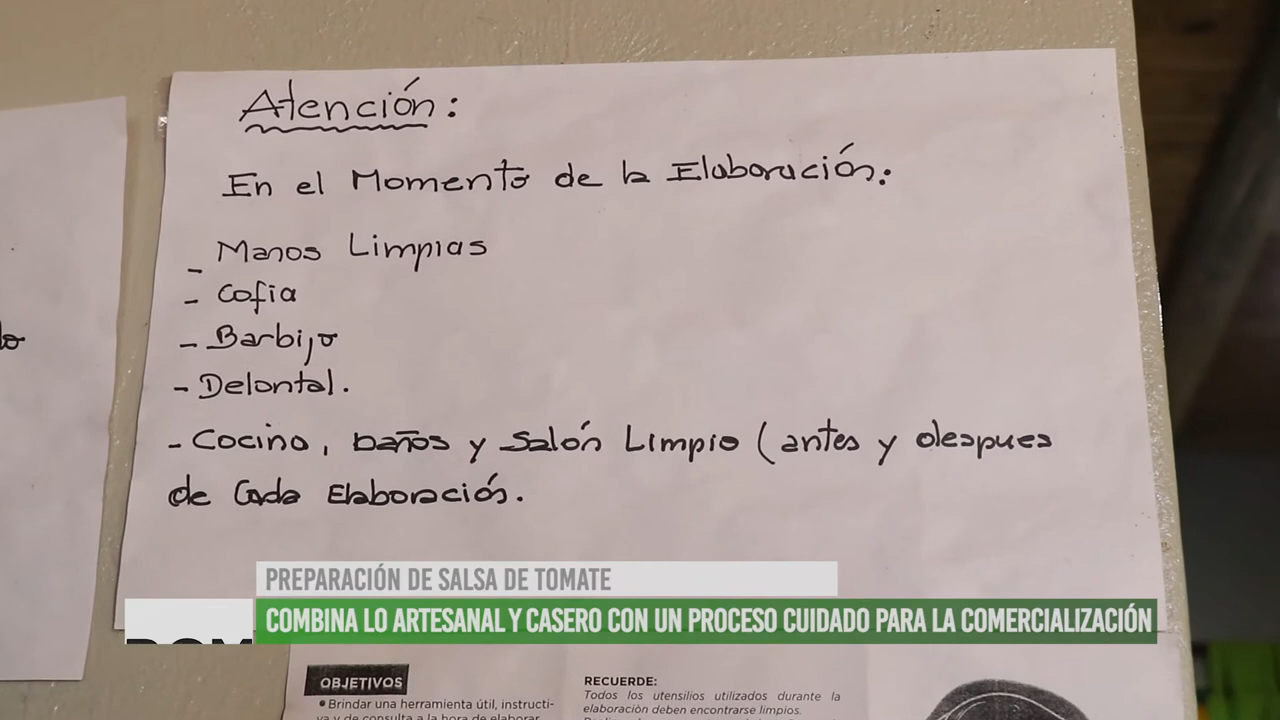 Atención:
En el Momento de la Elaboración:
- Manos Limpias
- Cofia
- Barbijo
- Delontal.
- Cocina, baños y Salón Limpio (antes y despues
de Cada Elaboración.
PREPARACIÓN DE SALSA DE TOMATE
COMBINA LO ARTESANAL Y CASERO CON UN PROCESO CUIDADO PARA LA COMERCIALIZACIÓN
OBJETIVOS
• Brindar una herramienta útil, instructi-
va y de consulta a la hora de elaborar
RECUERDE:
Todos los utensilios utilizados durante la
elaboración deben encontrarse limpios.